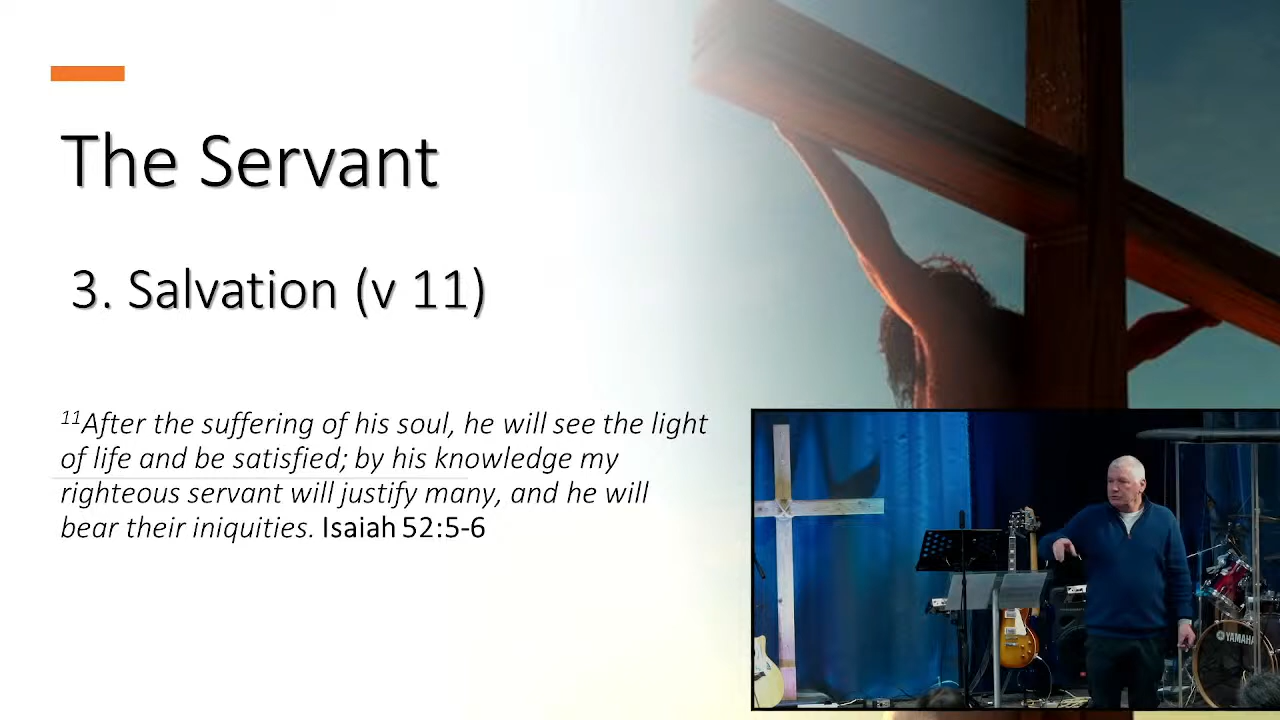 The Servant
3. Salvation (v 11)
11After the suffering of his soul, he will see the light
of life and be satisfied; by his knowledge my
righteous servant will justify many, and he will
bear their iniquities. Isaiah 52:5-6
YAMAHA